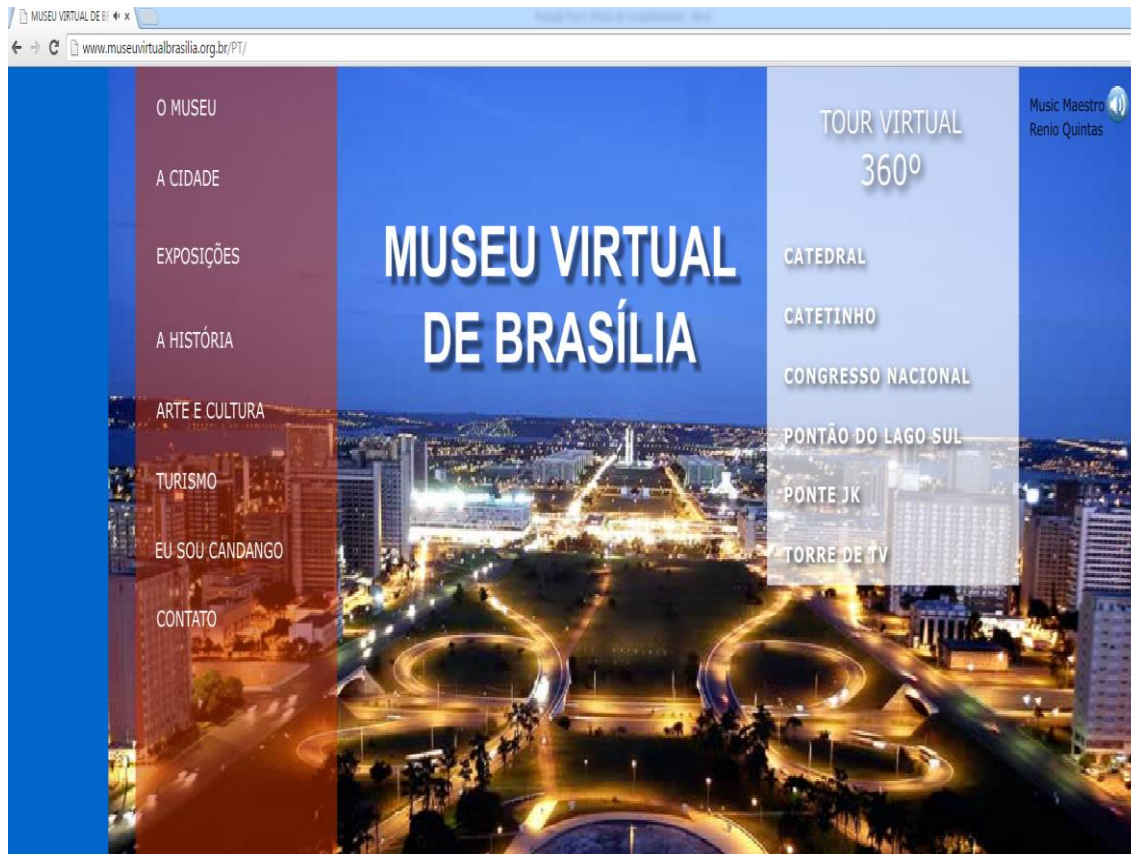 MUSEU VIRTUAL DE B
www.museuvirtualbrasilia.org.br/PT/
O MUSEU
A CIDADE
EXPOSIÇÕES
A HISTÓRIA
ARTE E CULTURA
TURISMO
EU SOU CANDANGO
CONTATO
MUSEU VIRTUAL
DE BRASÍLIA
TOUR VIRTUAL
360º
CATEDRAL
CATETINHO
CONGRESSO NACIONAL
PONTÃO DO LAGO SUL
PONTE JK
TORRE DE TV
Music Maestro
Renio Quintas